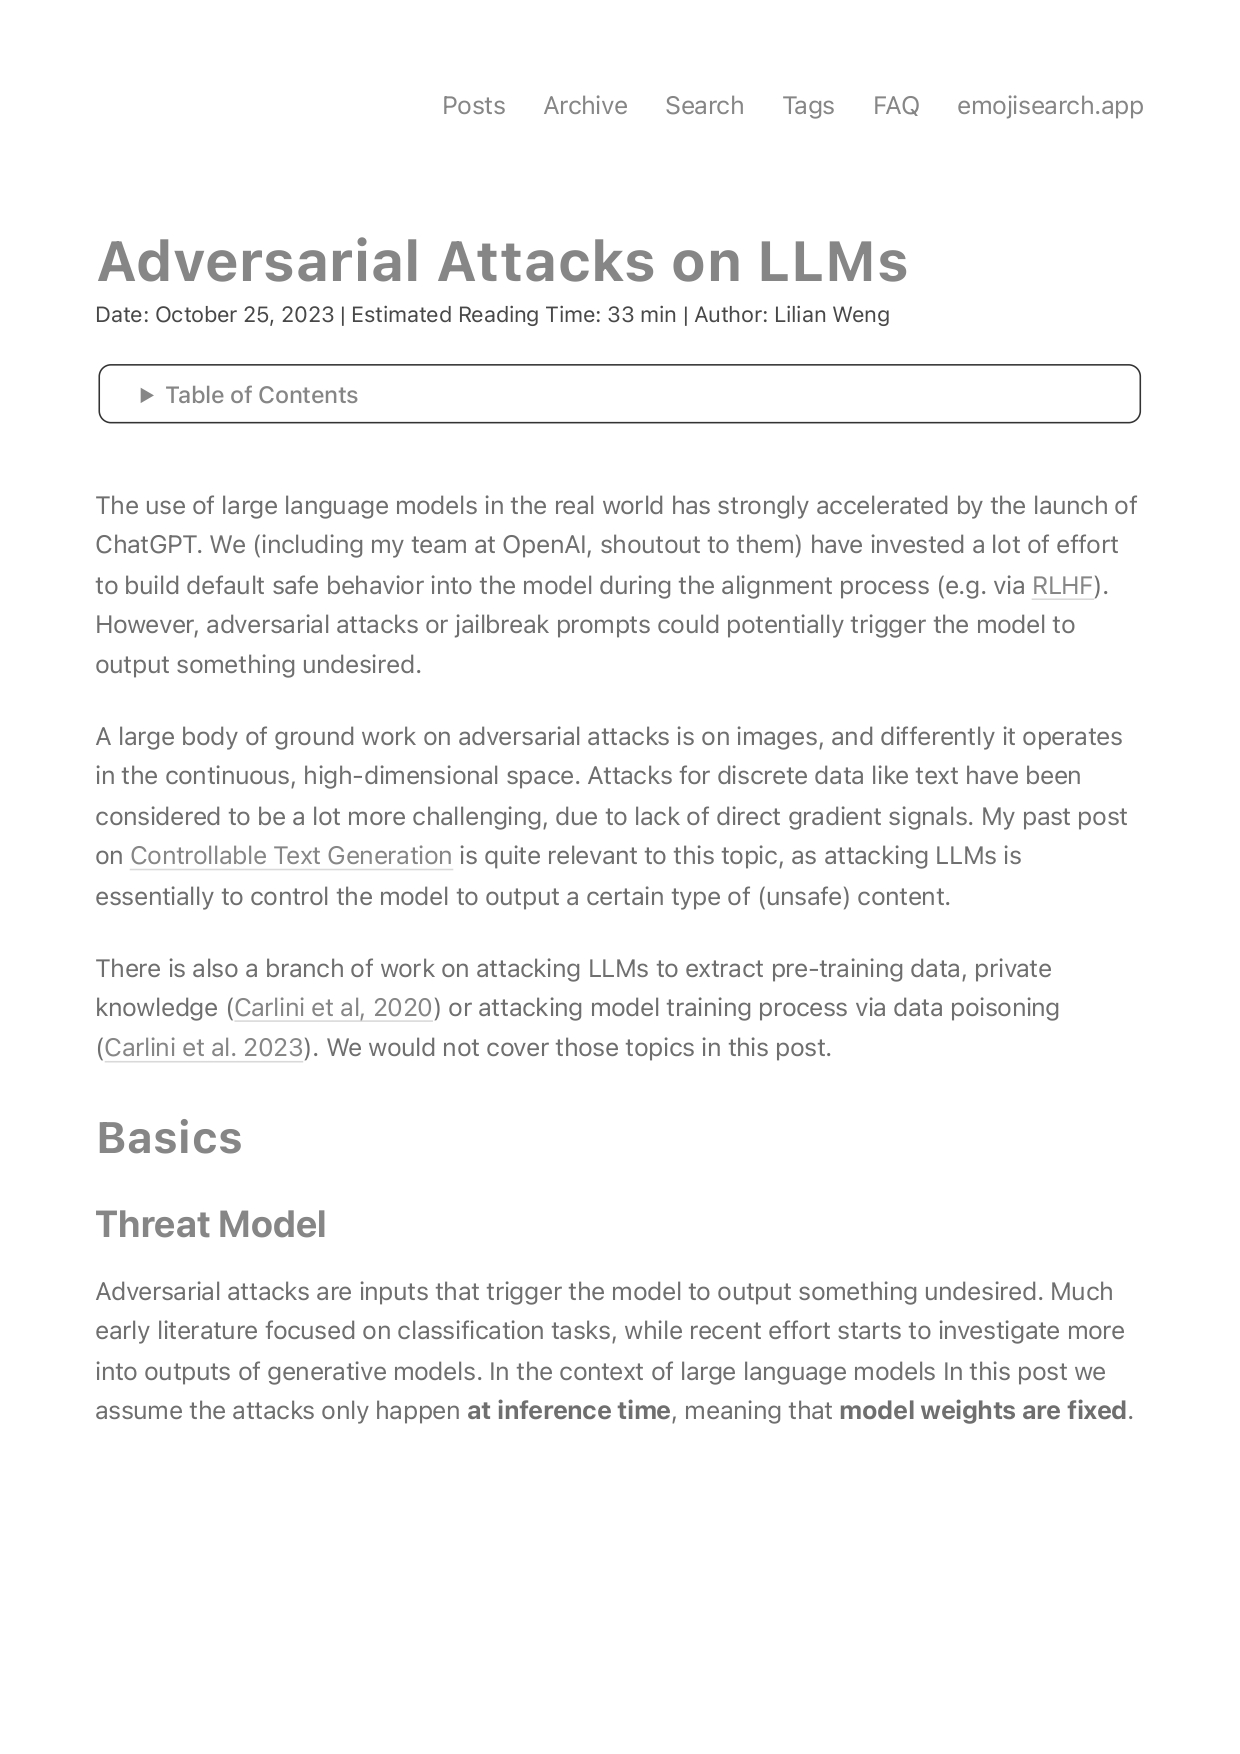 Posts Archive Search Tags FAQ emojisearch.app
Adversarial Attacks on LLMs
Date: October 25, 2023 | Estimated Reading Time: 33 min | Author: Lilian Weng
▶ Table of Contents
The use of large language models in the real world has strongly accelerated by the launch of
ChatGPT. We (including my team at OpenAI, shoutout to them) have invested a lot of effort
to build default safe behavior into the model during the alignment process (e.g. via RLHF).
However, adversarial attacks or jailbreak prompts could potentially trigger the model to
output something undesired.
A large body of ground work on adversarial attacks is on images, and differently it operates
in the continuous, high-dimensional space. Attacks for discrete data like text have been
considered to be a lot more challenging, due to lack of direct gradient signals. My past post
on Controllable Text Generation is quite relevant to this topic, as attacking LLMs is
essentially to control the model to output a certain type of (unsafe) content.
There is also a branch of work on attacking LLMs to extract pre-training data, private
knowledge (Carlini et al, 2020) or attacking model training process via data poisoning
(Carlini et al. 2023). We would not cover those topics in this post.
Basics
Threat Model
Adversarial attacks are inputs that trigger the model to output something undesired. Much
early literature focused on classification tasks, while recent effort starts to investigate more
into outputs of generative models. In the context of large language models In this post we
assume the attacks only happen at inference time, meaning that model weights are fixed.